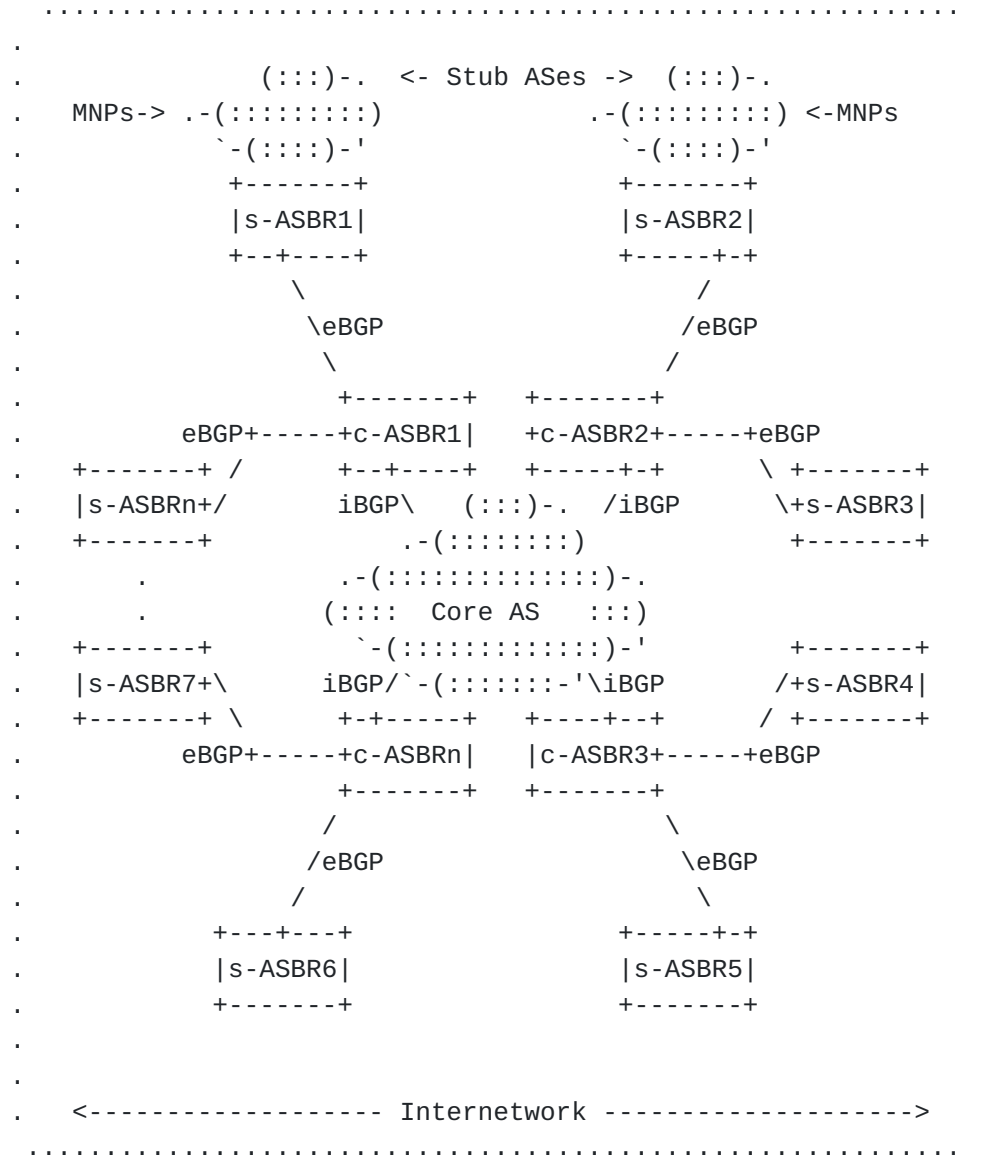 <- Stub ASes ->
MNPs-> <-MNPs
s-ASBR1 s-ASBR2
eBGP eBGP
eBGP c-ASBR1 c-ASBR2 eBGP
s-ASBRn iBGP iBGP s-ASBR3
Core AS
s-ASBR7 iBGP iBGP s-ASBR4
eBGP c-ASBRn c-ASBR3 eBGP
eBGP eBGP
s-ASBR6 s-ASBR5
<------------------- Internetwork -------------------->